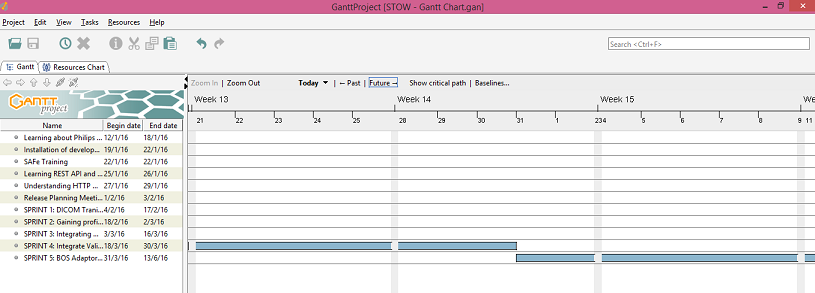 GanttProject [STOW - Gantt Chart.gan]
Project Edit View Tasks Resources Help
Search <Ctrl+F>
Gantt Resources Chart
Zoom In | Zoom Out Today | ← Past | Future → Show critical path | Baselines...
GANTT project
Week 13 Week 14 Week 15 We
21 22 23 24 25 28 29 30 31 1 234 5 6 7 8 9 11
Name Begin date End date
Learning about Philips ... 12/1/16 18/1/16
Installation of develop... 19/1/16 22/1/16
SAFe Training 22/1/16 22/1/16
Learning REST API and ... 25/1/16 26/1/16
Understanding HTTP ... 27/1/16 29/1/16
Release Planning Meeti... 1/2/16 3/2/16
SPRINT 1: DICOM Trani... 4/2/16 17/2/16
SPRINT 2: Gaining profi... 18/2/16 2/3/16
SPRINT 3: Integrating ... 3/3/16 16/3/16
SPRINT 4: Integrate Vali... 18/3/16 30/3/16
SPRINT 5: BOS Adaptor... 31/3/16 13/6/16